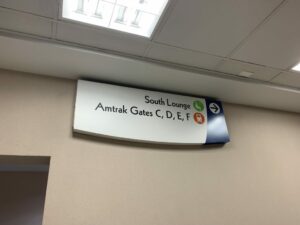 South Lounge
Amtrak Gates C, D, E, F